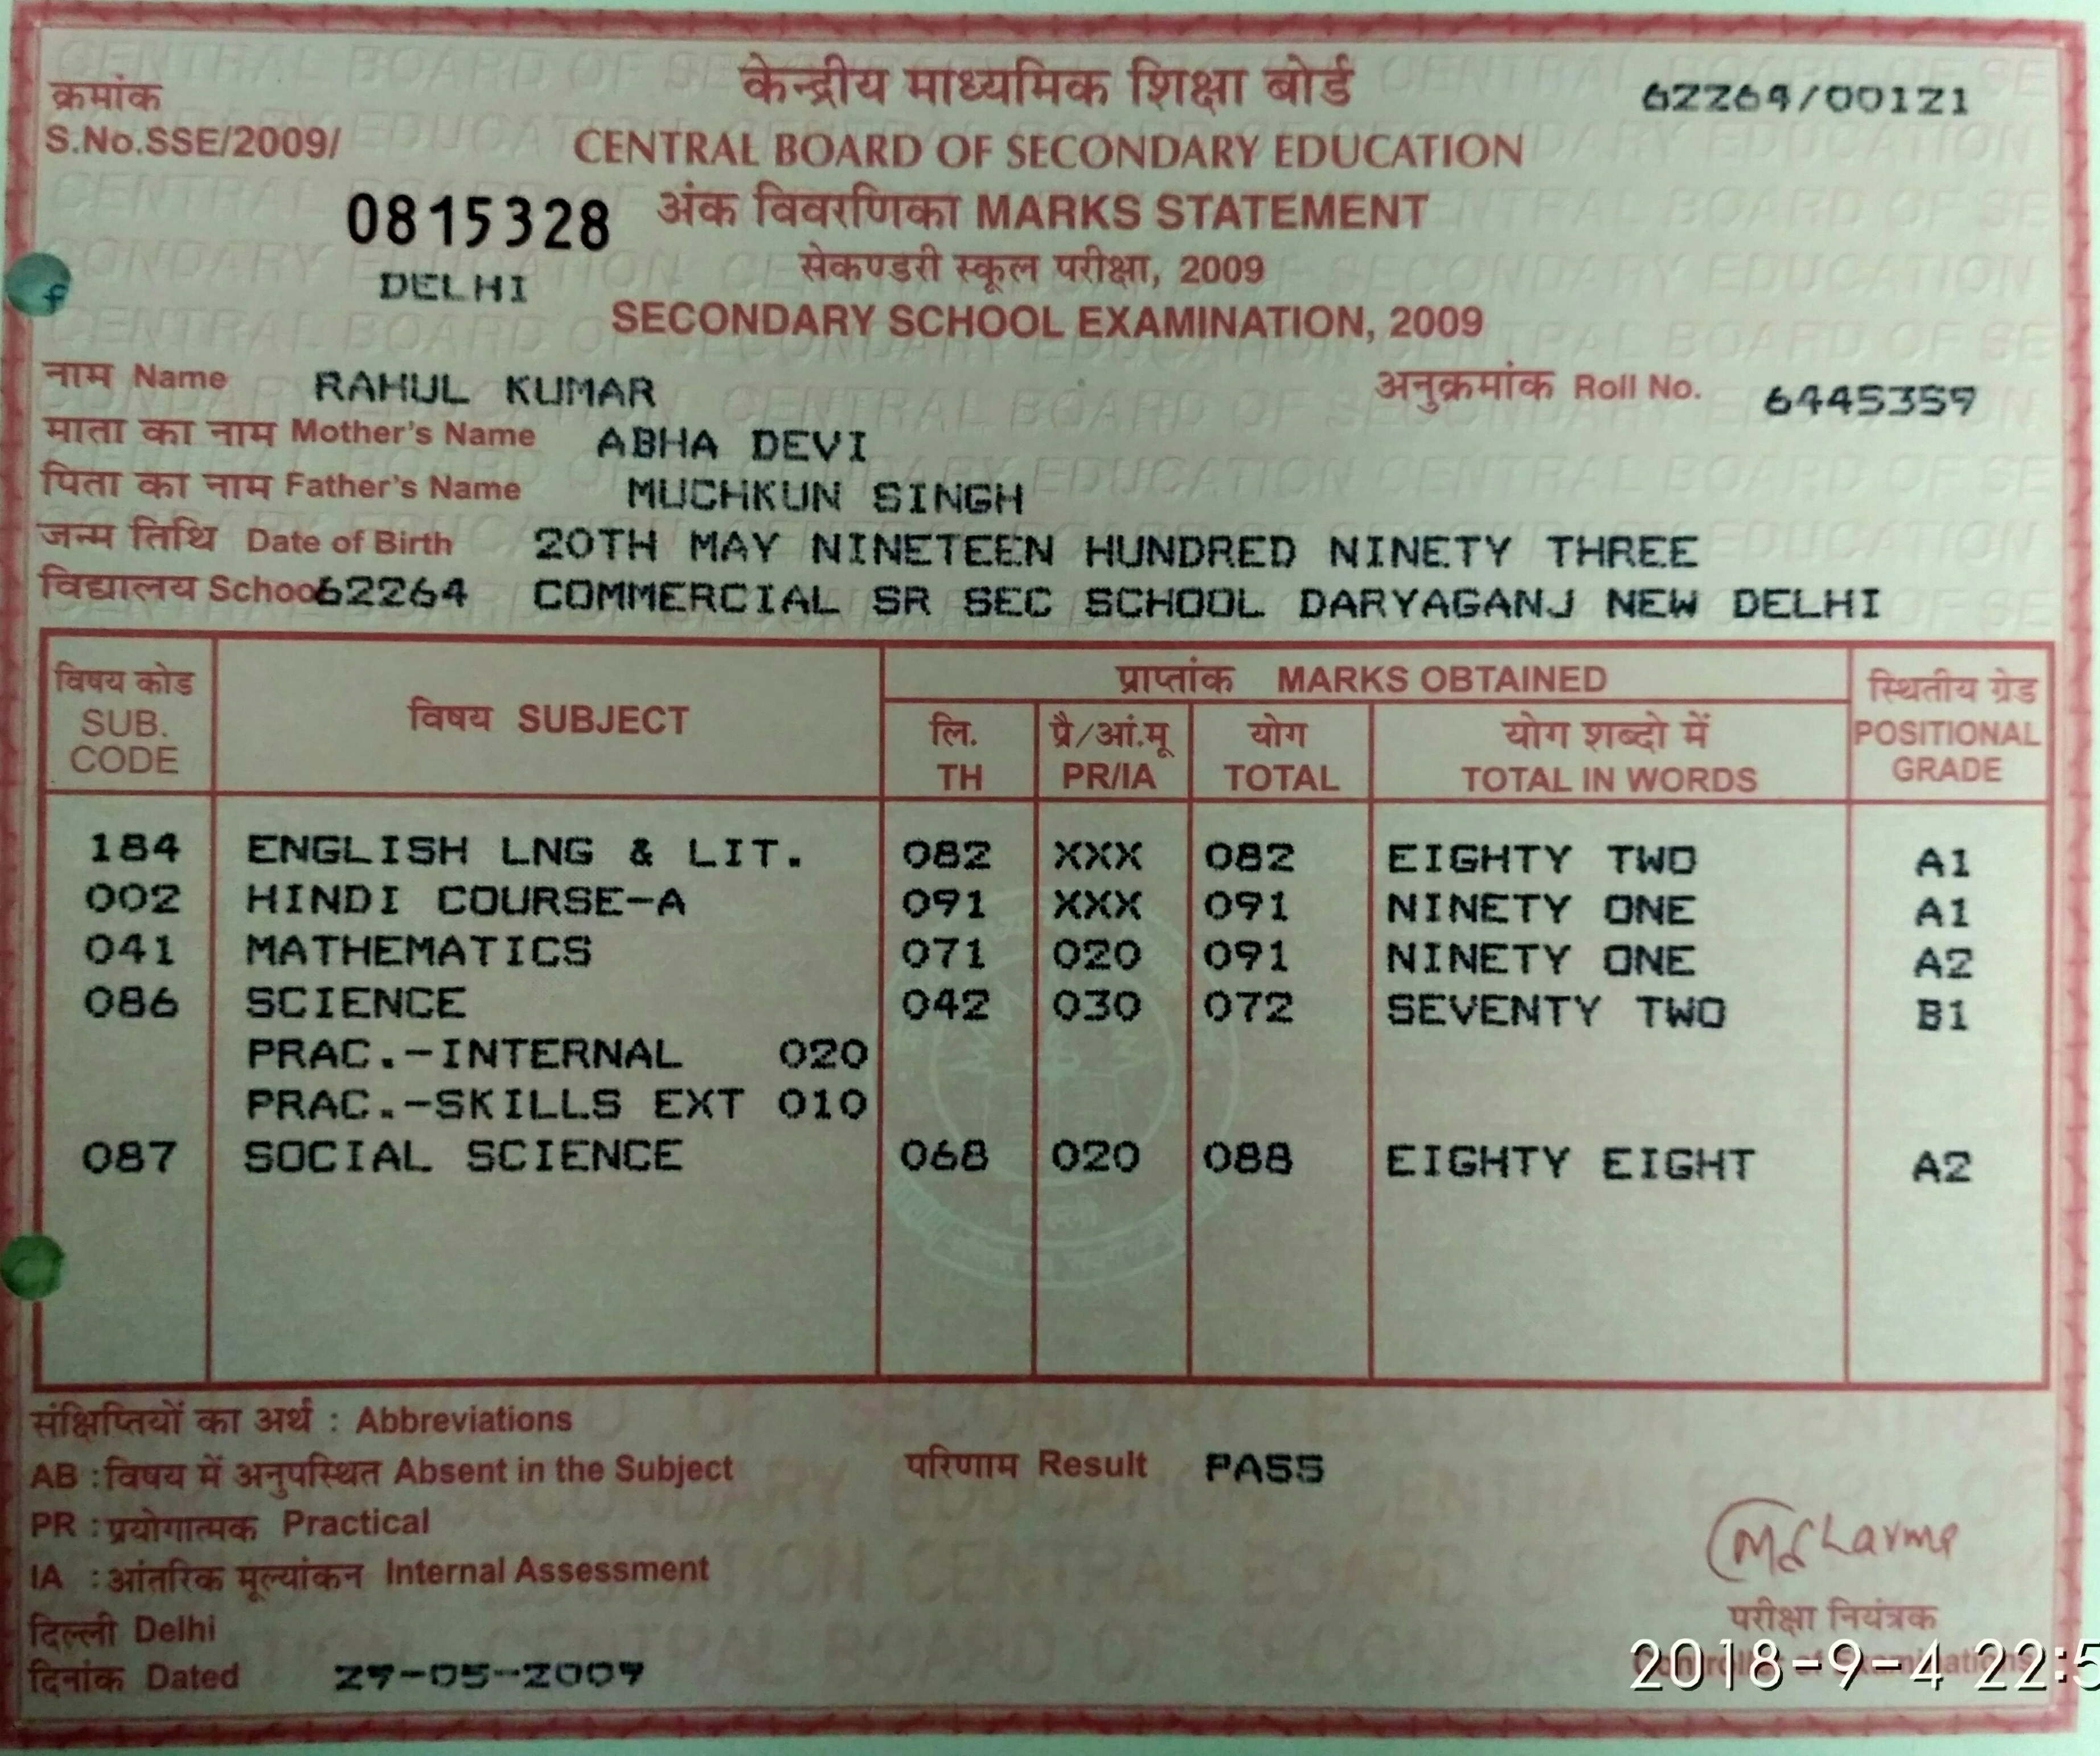 क्रमांक
S.No.SSE/2009/
केन्द्रीय माध्यमिक शिक्षा बोर्ड
62264/00121
CENTRAL BOARD OF SECONDARY EDUCATION
0815328
अंक विवरणिका MARKS STATEMENT
DELHI
सेकण्डरी स्कूल परीक्षा, 2009
SECONDARY SCHOOL EXAMINATION, 2009
नाम Name RAHUL KUMAR अनुक्रमांक Roll No. 6445359
माता का नाम Mother's Name ABHA DEVI
पिता का नाम Father's Name MUCHKUN SINGH
जन्म तिथि Date of Birth 20TH MAY NINETEEN HUNDRED NINETY THREE
विद्यालय School 62264 COMMERCIAL SR SEC SCHOOL DARYAGANJ NEW DELHI
विषय कोड SUB. CODE
विषय SUBJECT
प्राप्तांक MARKS OBTAINED
लि. TH
प्रै/आं.मू PR/IA
योग TOTAL
योग शब्दो में TOTAL IN WORDS
स्थितीय ग्रेड POSITIONAL GRADE
184 ENGLISH LNG & LIT. 082 XXX 082 EIGHTY TWO A1
002 HINDI COURSE-A 091 XXX 091 NINETY ONE A1
041 MATHEMATICS 071 020 091 NINETY ONE A2
086 SCIENCE 042 030 072 SEVENTY TWO B1
PRAC.-INTERNAL 020
PRAC.-SKILLS EXT 010
087 SOCIAL SCIENCE 068 020 088 EIGHTY EIGHT A2
संक्षिप्तियों का अर्थ : Abbreviations
AB : विषय में अनुपस्थित Absent in the Subject
परिणाम Result PASS
PR : प्रयोगात्मक Practical
IA : आंतरिक मूल्यांकन Internal Assessment
दिल्ली Delhi
परीक्षा नियंत्रक
दिनांक Dated 29-05-2009
2018-9-4 22:5